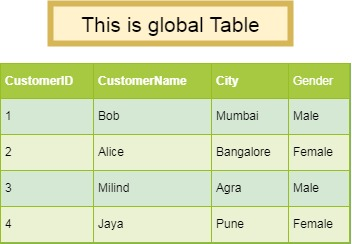 This is global Table
CustomerID CustomerName City Gender
1 Bob Mumbai Male
2 Alice Bangalore Female
3 Milind Agra Male
4 Jaya Pune Female